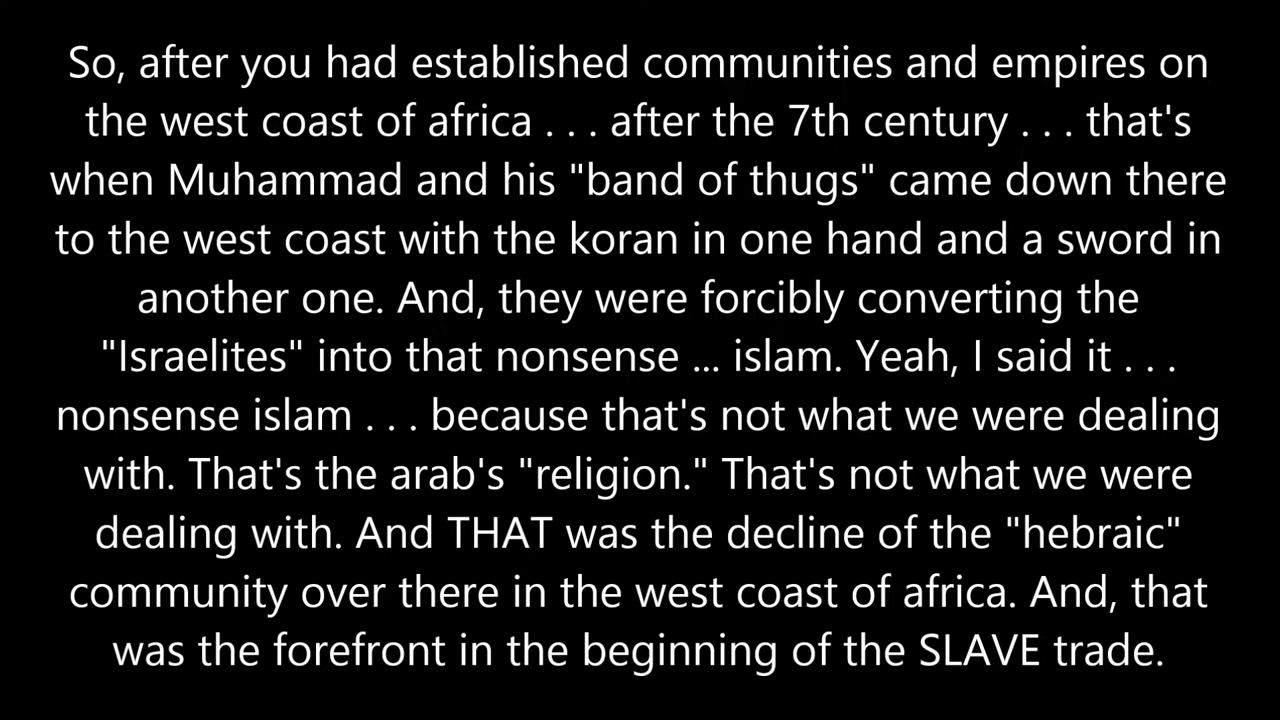 So, after you had established communities and empires on
the west coast of africa . . . after the 7th century . . . that's
when Muhammad and his "band of thugs" came down there
to the west coast with the koran in one hand and a sword in
another one. And, they were forcibly converting the
"Israelites" into that nonsense ... islam. Yeah, I said it . . .
nonsense islam . . . because that's not what we were dealing
with. That's the arab's "religion." That's not what we were
dealing with. And THAT was the decline of the "hebraic"
community over there in the west coast of africa. And, that
was the forefront in the beginning of the SLAVE trade.